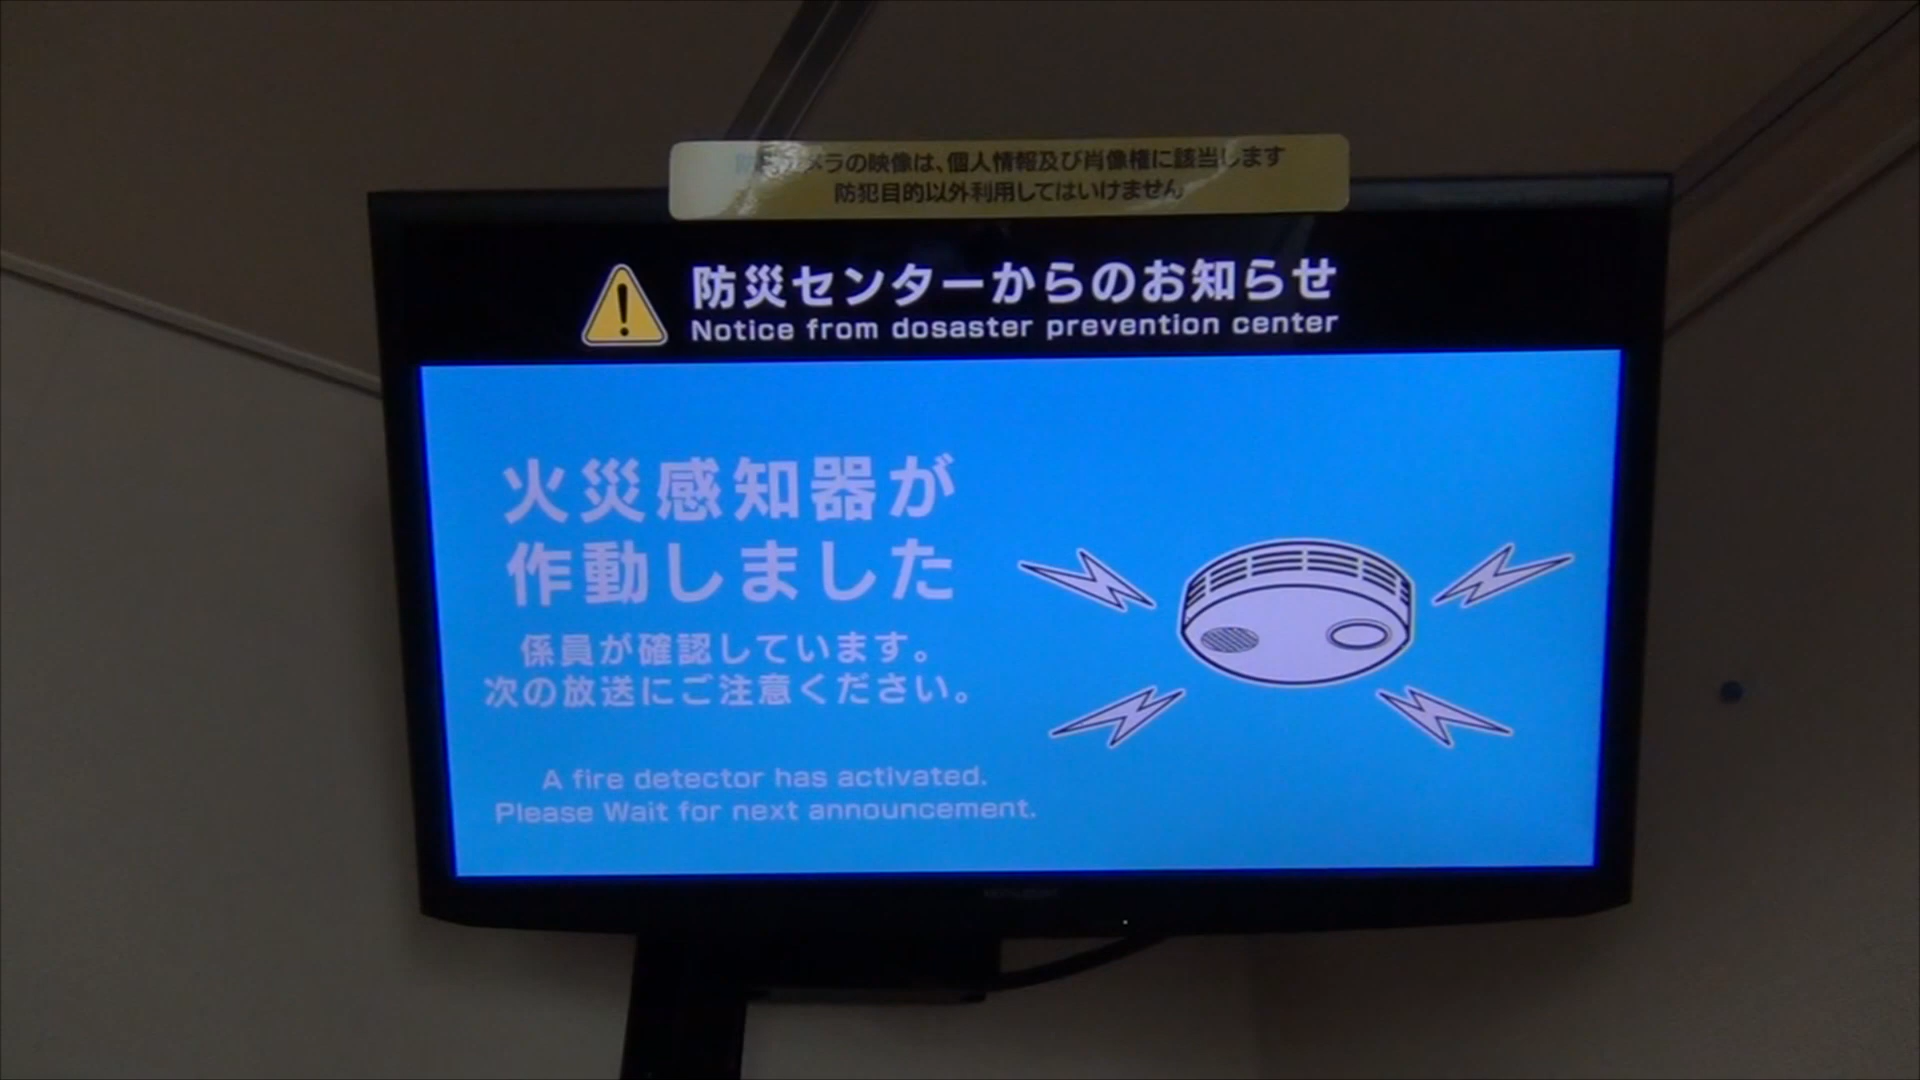 メラの映像は、個人情報及び肖像権に該当します
防犯目的以外利用してはいけません
防災センターからのお知らせ
Notice from dosaster prevention center
火災感知器が
作動しました
係員が確認しています。
次の放送にご注意ください。
A fire detector has activated.
Please Wait for next announcement.